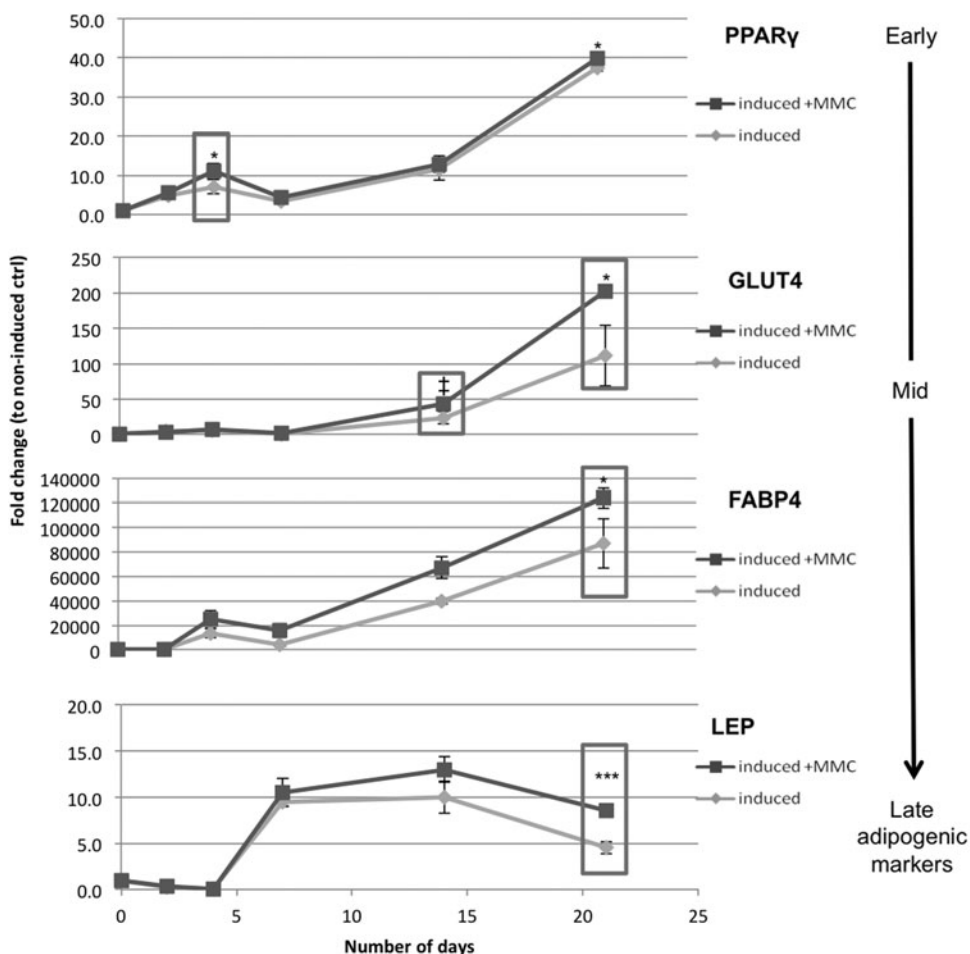 50.0
40.0
30.0
20.0
10.0
0.0
*
*
PPARγ
induced +MMC
induced
Early
250
200
150
100
50
0
‡
*
GLUT4
induced +MMC
induced
Mid
Fold change (to non-induced ctrl)
140000
120000
100000
80000
60000
40000
20000
0
*
FABP4
induced +MMC
induced
20.0
15.0
10.0
5.0
0.0
***
LEP
induced +MMC
induced
Late
adipogenic
markers
0 5 10 15 20 25
Number of days